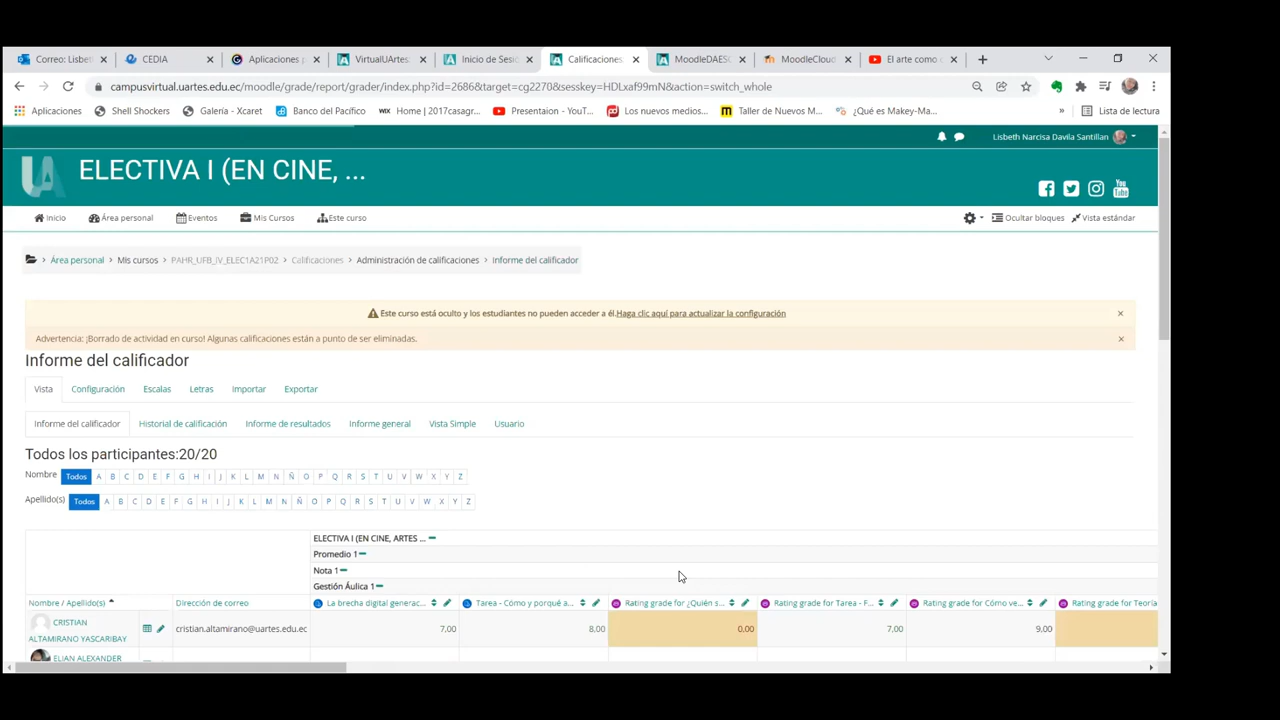 Correo: Lisbet CEDIA Aplicaciones VirtualUArtes Inicio de Sesi Calificaciones MoodleDAES MoodleCloud El arte como
campusvirtual.uartes.edu.ec/moodle/grade/report/grader/index.php?id=2686&target=cg2270&sesskey=HDLxaf99mN&action=switch_whole
Aplicaciones Shell Shockers Galería - Xcaret Banco del Pacífico WIX Home | 2017casagr... Presentaion - YouT... Los nuevos medios... Taller de Nuevos M... ¿Qué es Makey-Ma... » Lista de lectura
Lisbeth Narcisa Davila Santillan
UA ELECTIVA I (EN CINE, ...
You Tube
Inicio Área personal Eventos Mis Cursos Este curso Ocultar bloques Vista estándar
Área personal > Mis cursos > PAHR_UFB_IV_ELEC1A21P02 > Calificaciones > Administración de calificaciones > Informe del calificador
Este curso está oculto y los estudiantes no pueden acceder a él.Haga clic aquí para actualizar la configuración ×
Advertencia: ¡Borrado de actividad en curso! Algunas calificaciones están a punto de ser eliminadas. ×
Informe del calificador
Vista Configuración Escalas Letras Importar Exportar
Informe del calificador Historial de calificación Informe de resultados Informe general Vista Simple Usuario
Todos los participantes:20/20
Nombre Todos A B C D E F G H I J K L M N Ñ O P Q R S T U V W X Y Z
Apellido(s) Todos A B C D E F G H I J K L M N Ñ O P Q R S T U V W X Y Z
ELECTIVA I (EN CINE, ARTES ...
Promedio 1
Nota 1
Gestión Áulica 1
Nombre / Apellido(s) Dirección de correo La brecha digital generac... Tarea - Cómo y porqué a... Rating grade for ¿Quién s... Rating grade for Tarea - F... Rating grade for Cómo ve... Rating grade for Teoría
CRISTIAN ALTAMIRANO YASCARIBAY cristian.altamirano@uartes.edu.ec 7,00 8,00 0,00 7,00 9,00
ELIAN ALEXANDER